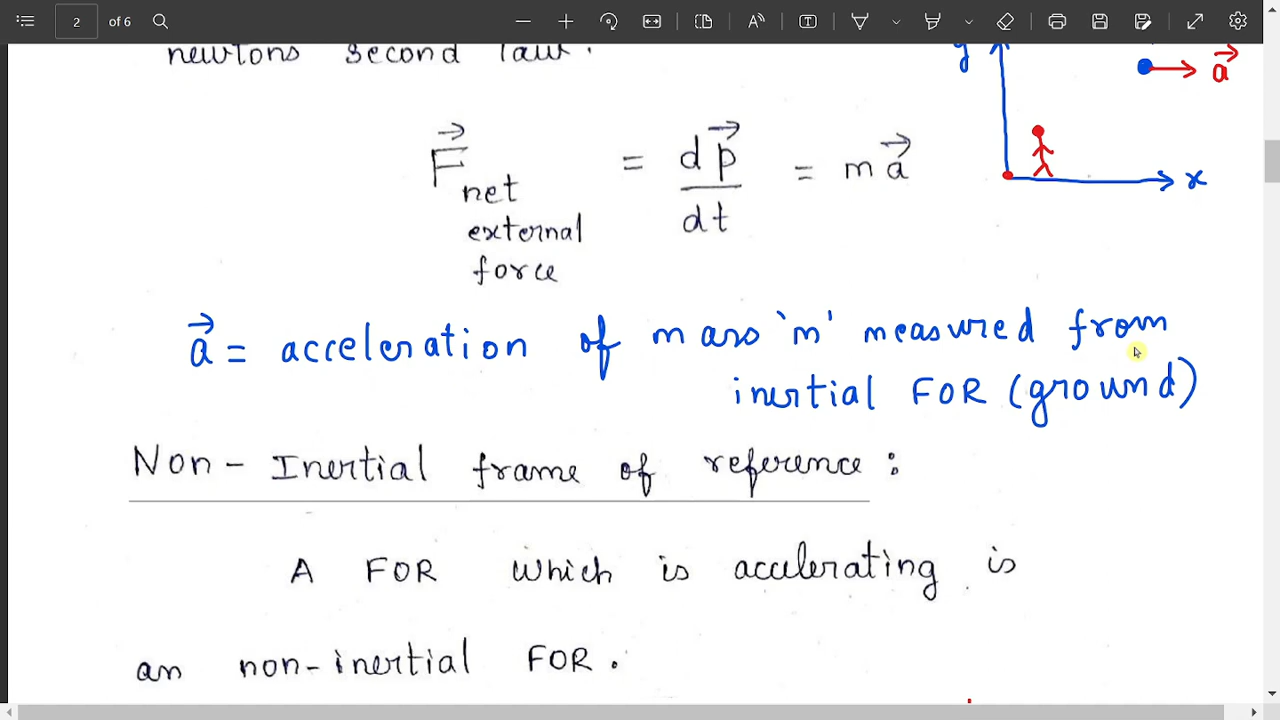 2 of 6
newtons second law.
y
a⃗
F⃗ net external force = dp⃗/dt = ma⃗
x
a⃗ = acceleration of mass 'm' measured from
inertial FOR (ground)
Non-Inertial frame of reference :
A FOR which is accelerating is
an non-inertial FOR.